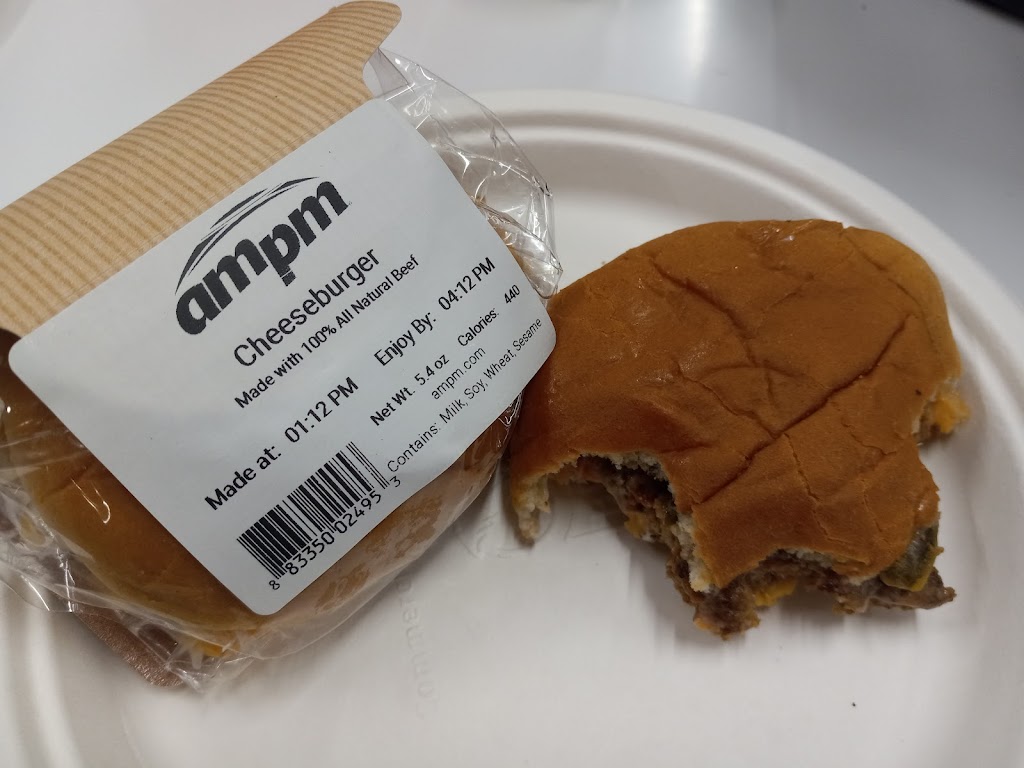 ampm
Cheeseburger
Made with 100% All Natural Beef
Made at: 01:12 PM Enjoy By: 04:12 PM
Net Wt. 5.4 oz Calories: 440
ampm.com
Contains: Milk, Soy, Wheat, Sesame
8 83350 02495 3